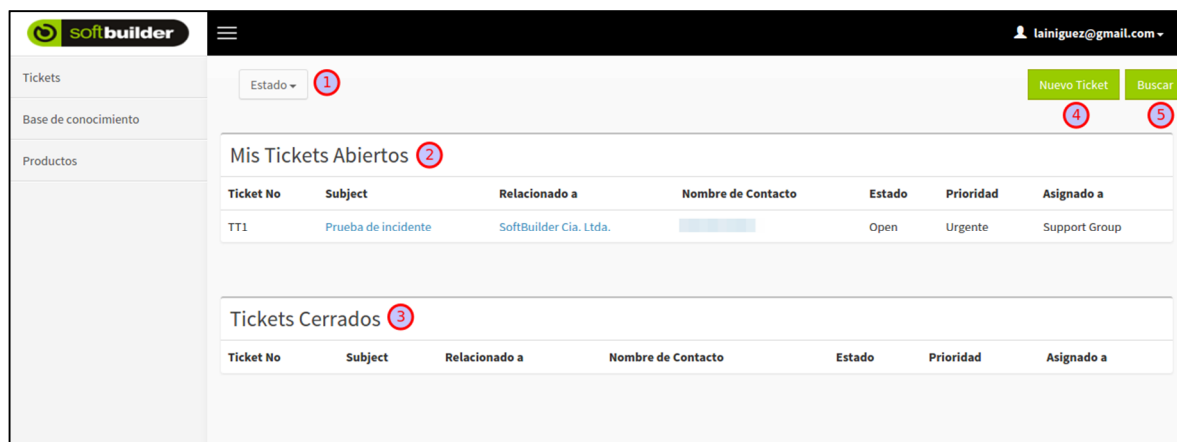 softbuilder
lainiguez@gmail.com
Tickets
Estado 1
Nuevo Ticket Buscar
4 5
Base de conocimiento
Productos
Mis Tickets Abiertos 2
Ticket No Subject Relacionado a Nombre de Contacto Estado Prioridad Asignado a
TT1 Prueba de incidente SoftBuilder Cia. Ltda. Open Urgente Support Group
Tickets Cerrados 3
Ticket No Subject Relacionado a Nombre de Contacto Estado Prioridad Asignado a